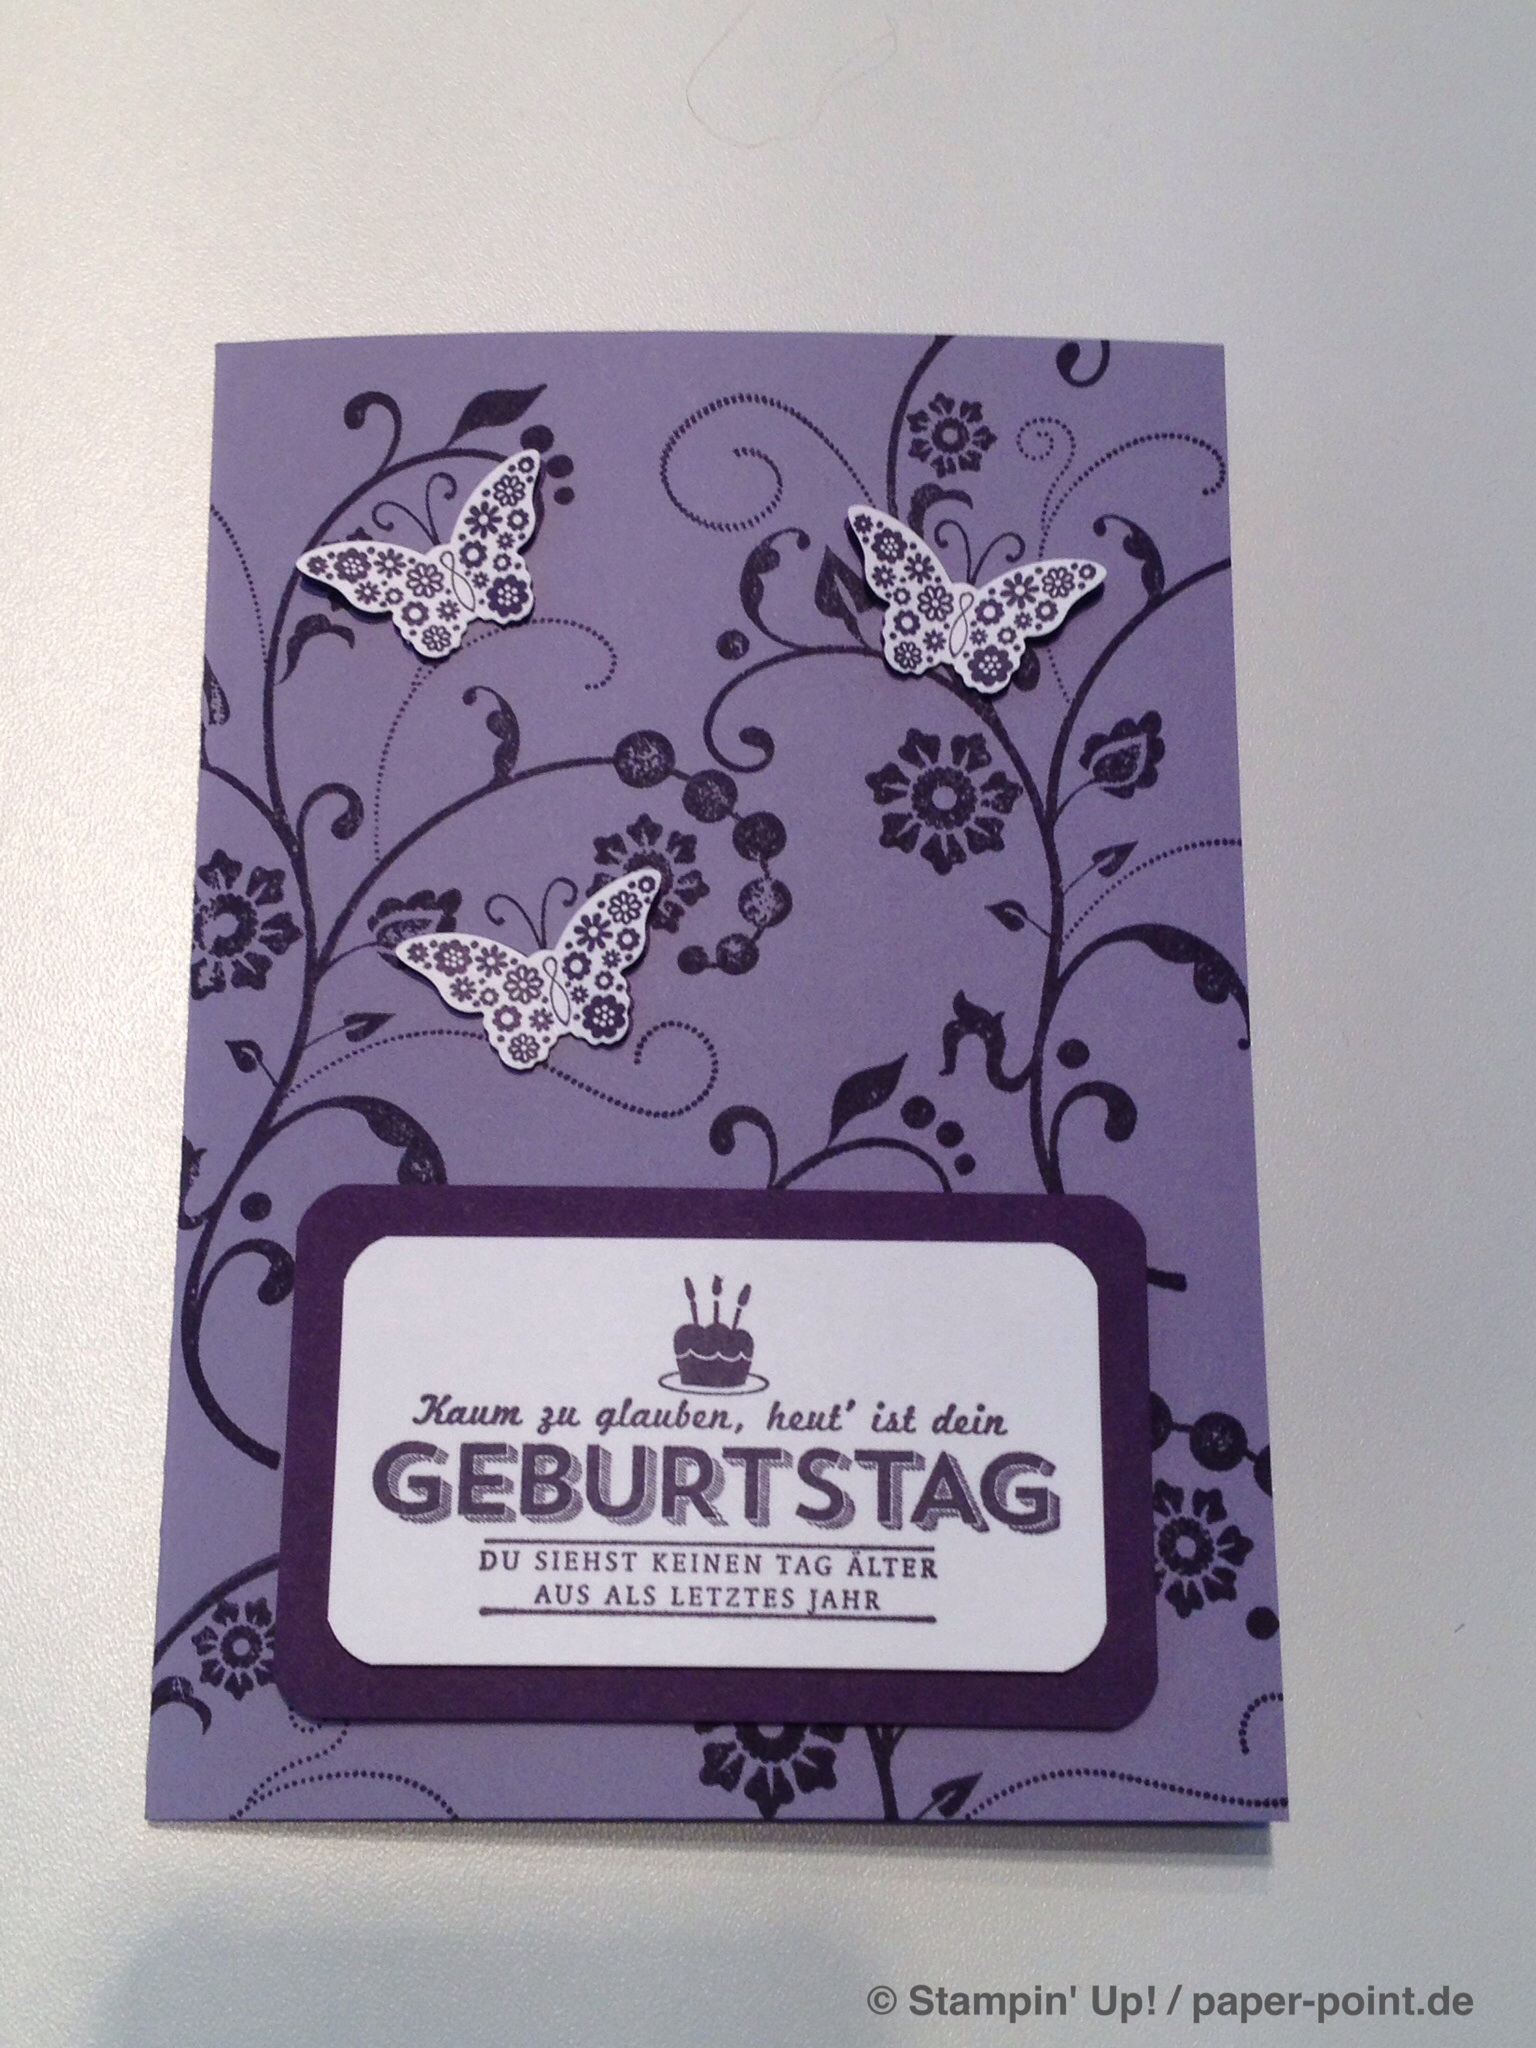 Kaum zu glauben, heut' ist dein
GEBURTSTAG
DU SIEHST KEINEN TAG ÄLTER
AUS ALS LETZTES JAHR
© Stampin' Up! / paper-point.de